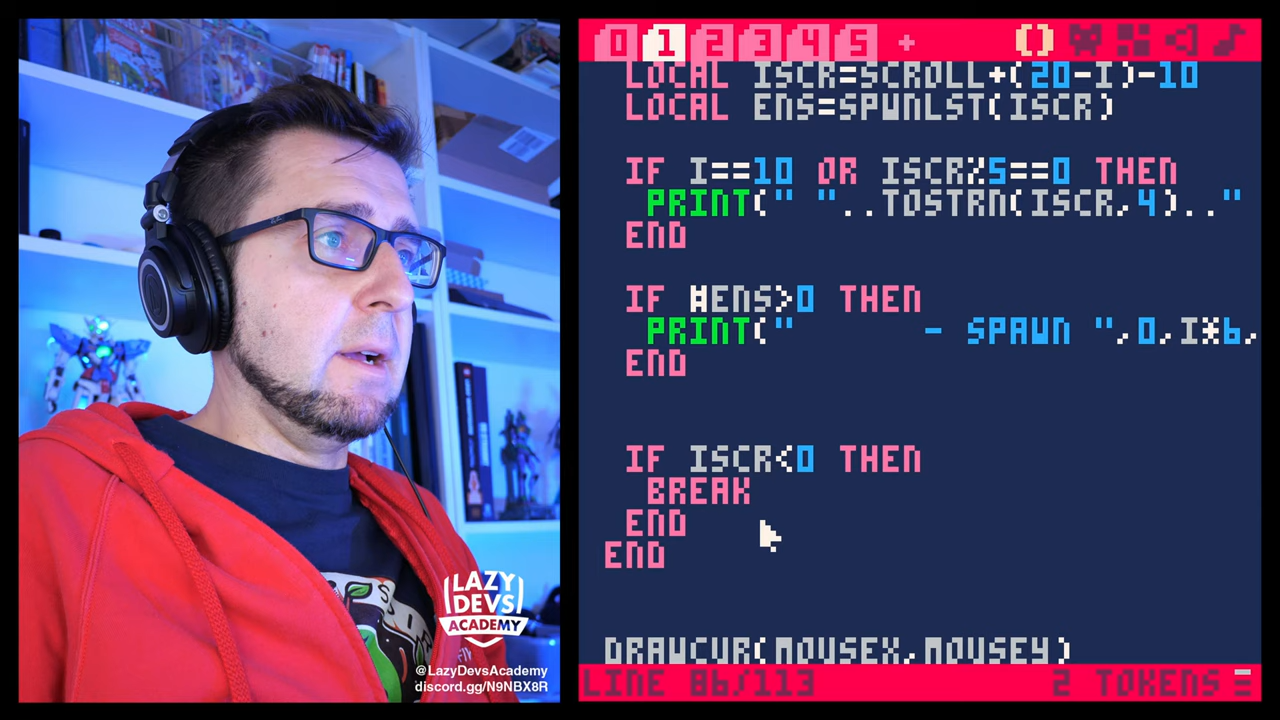 0 1 2 3 4 5 +
LOCAL ISCR=SCROLL+(20-I)-10
LOCAL ENS=SPWNLST(ISCR)
IF I==10 OR ISCR%5==0 THEN
PRINT(" "..TOSTRN(ISCR,4).."
END
IF #ENS>0 THEN
PRINT("      - SPAWN ",0,I*6,
END
IF ISCR<0 THEN
BREAK
END
END
DRAWCUR(MOUSEX,MOUSEY)
LINE 86/113 2 TOKENS
LAZY
DEVS
ACADEMY
@LazyDevsAcademy
discord.gg/N9NBX8R